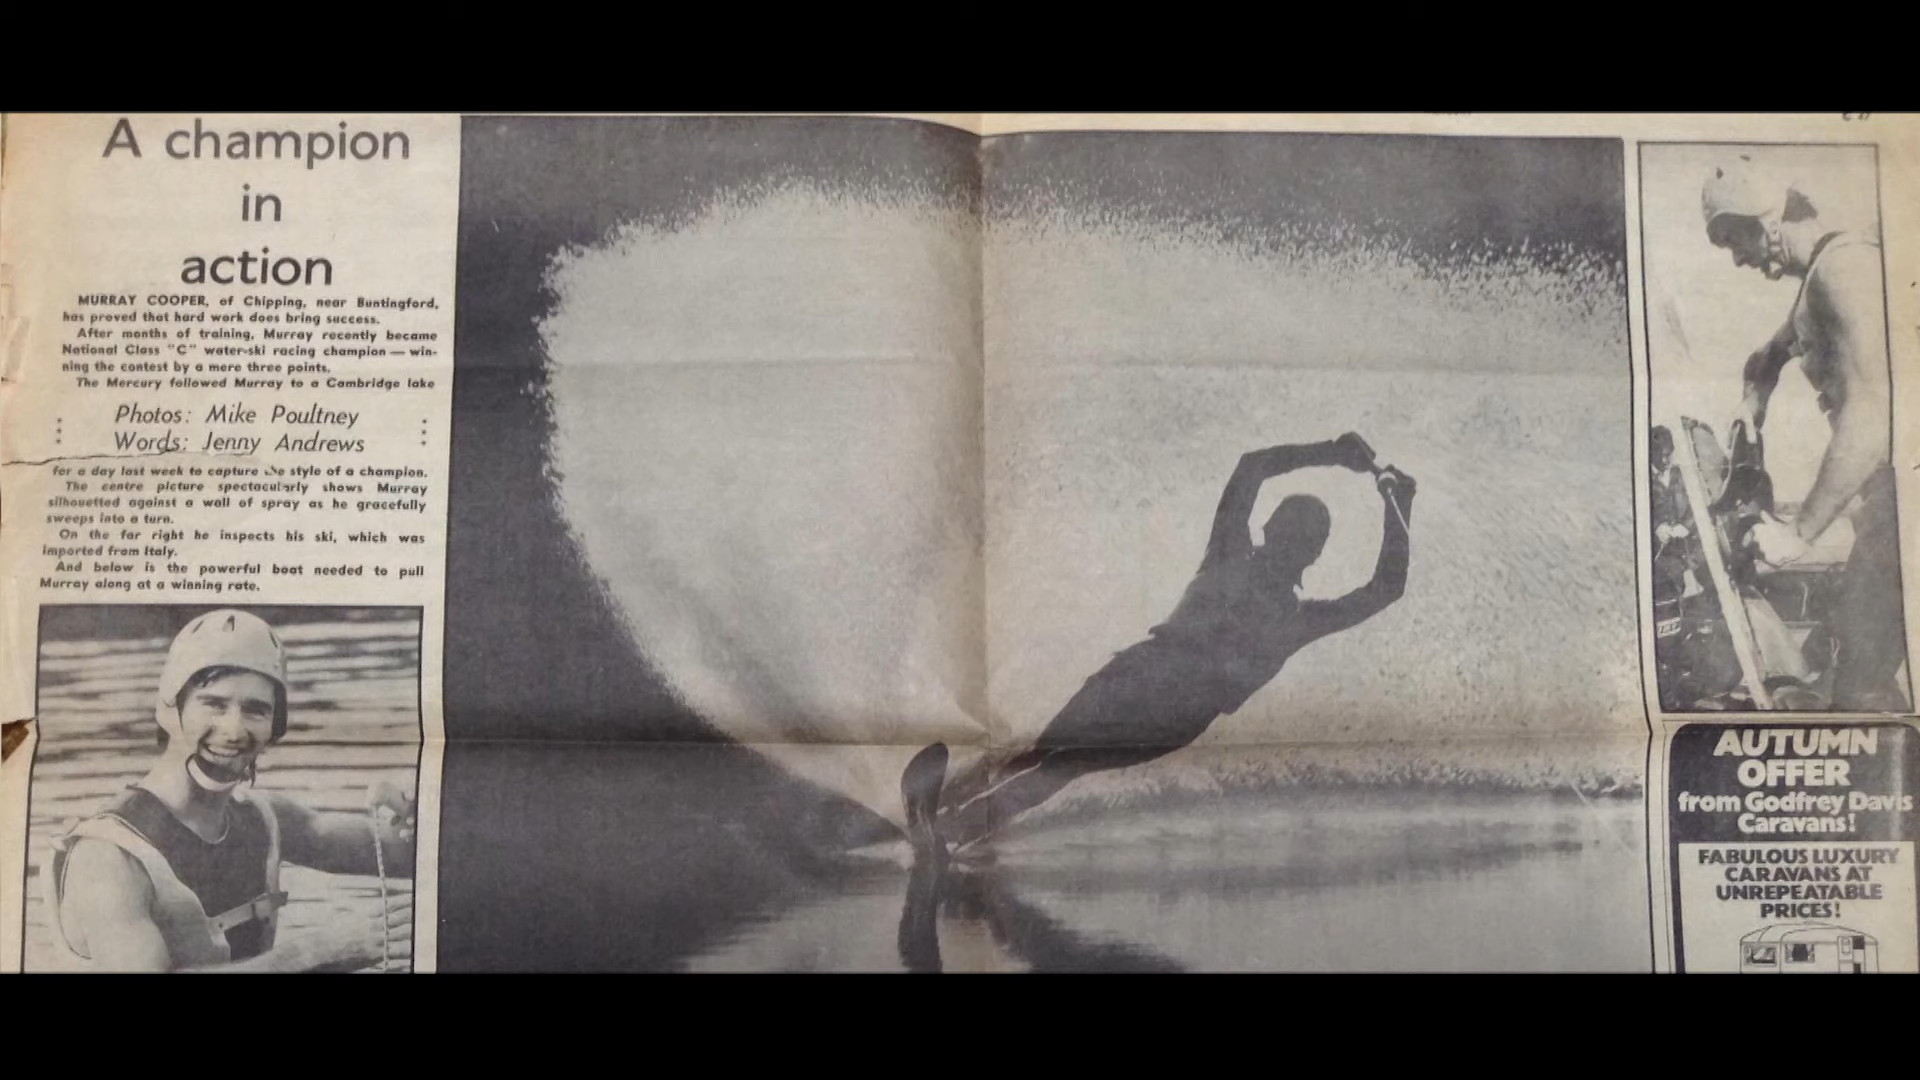 A champion
in
action
MURRAY COOPER, of Chipping, near Buntingford,
has proved that hard work does bring success.
After months of training, Murray recently became
National Class "C" water-ski racing champion — win-
ning the contest by a mere three points.
The Mercury followed Murray to a Cambridge lake
Photos: Mike Poultney
Words: Jenny Andrews
for a day last week to capture the style of a champion.
The centre picture spectacularly shows Murray
silhouetted against a wall of spray as he gracefully
sweeps into a turn.
On the far right he inspects his ski, which was
imported from Italy.
And below is the powerful boat needed to pull
Murray along at a winning rate.
AUTUMN
OFFER
from Godfrey Davis
Caravans!
FABULOUS LUXURY
CARAVANS AT
UNREPEATABLE
PRICES!